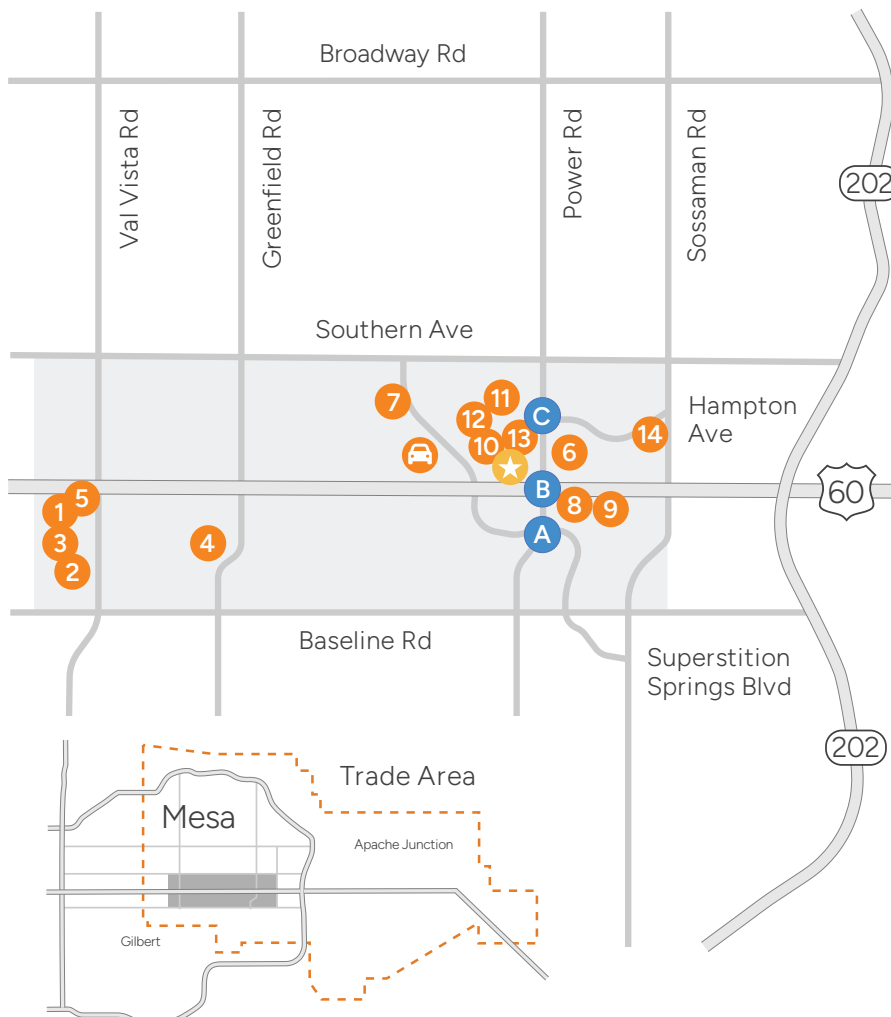 Broadway Rd
Val Vista Rd
Greenfield Rd
Power Rd
Sossaman Rd
202
Southern Ave
7
11
12
C
Hampton
Ave
13
14
10
6
5
B
60
1
8
9
3
4
A
2
Baseline Rd
Superstition
Springs Blvd
202
Trade Area
Mesa
Apache Junction
Gilbert